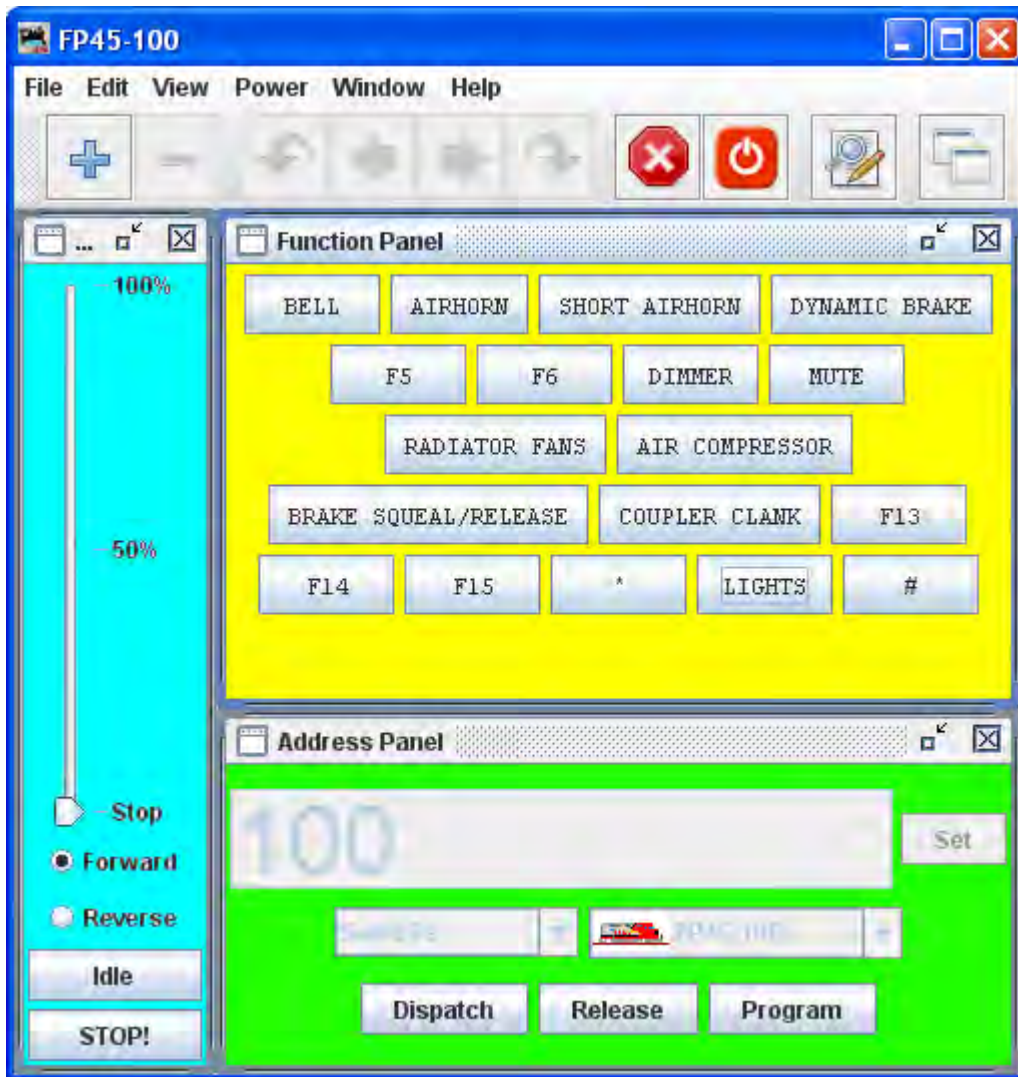 FP45-100
File Edit View Power Window Help
...
Function Panel
100%
50%
Stop
Forward
Reverse
Idle
STOP!
BELL AIRHORN SHORT AIRHORN DYNAMIC BRAKE
F5 F6 DIMMER MUTE
RADIATOR FANS AIR COMPRESSOR
BRAKE SQUEAL/RELEASE COUPLER CLANK F13
F14 F15 * LIGHTS #
Address Panel
100
Set
Dispatch Release Program